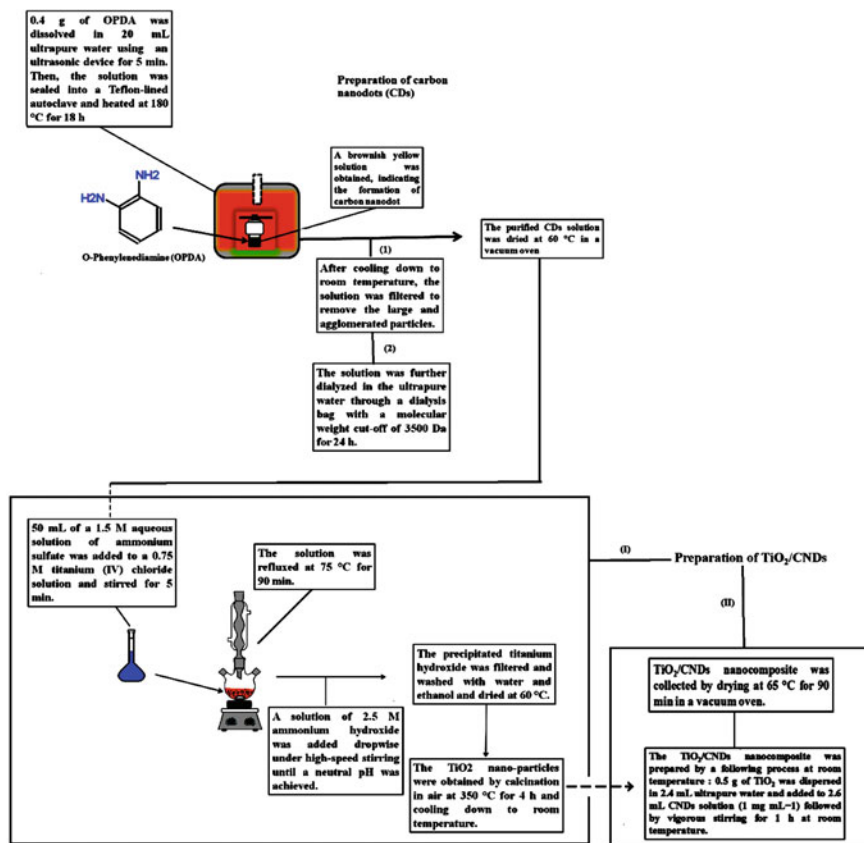 0.4 g of OPDA was
dissolved in 20 mL
ultrapure water using an
ultrasonic device for 5 min.
Then, the solution was
sealed into a Teflon-lined
autoclave and heated at 180
°C for 18 h
Preparation of carbon
nanodots (CDs)
NH2
H2N
O-Phenylenediamine (OPDA)
A brownish yellow
solution was
obtained, indicating
the formation of
carbon nanodot
(1)
After cooling down to
room temperature, the
solution was filtered to
remove the large and
agglomerated particles.
(2)
The solution was further
dialyzed in the ultrapure
water through a dialysis
bag with a molecular
weight cut-off of 3500 Da
for 24 h.
The purified CDs solution
was dried at 60 °C in a
vacuum oven
(3)
50 mL of a 1.5 M aqueous
solution of ammonium
sulfate was added to a 0.75
M titanium (IV) chloride
solution and stirred for 5
min.
The solution was
refluxed at 75 °C for
90 min.
A solution of 2.5 M
ammonium hydroxide
was added dropwise
under high-speed stirring
until a neutral pH was
achieved.
The precipitated titanium
hydroxide was filtered and
washed with water and
ethanol and dried at 60 °C.
The TiO2 nano-particles
were obtained by calcination
in air at 350 °C for 4 h and
cooling down to room
temperature.
(I)
Preparation of TiO₂/CNDs
(II)
TiO₂/CNDs nanocomposite was
collected by drying at 65 °C for 90
min in a vacuum oven.
The TiO₂/CNDs nanocomposite was
prepared by a following process at room
temperature : 0.5 g of TiO₂ was dispersed
in 2.4 mL ultrapure water and added to 2.6
mL CNDs solution (1 mg mL−1) followed
by vigorous stirring for 1 h at room
temperature.